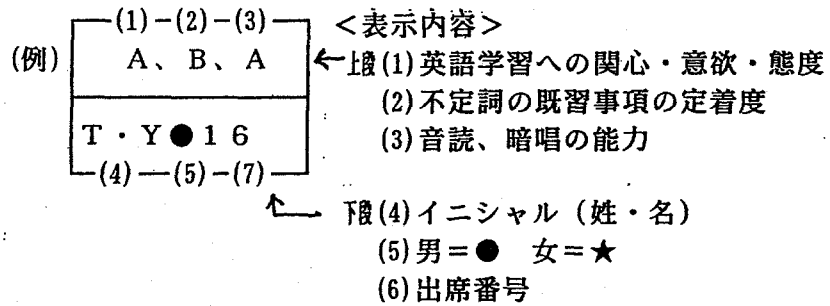 (1)-(2)-(3) ＜表示内容＞
(例) Ａ、Ｂ、Ａ ←上段(1)英語学習への関心・意欲・態度
(2)不定詞の既習事項の定着度
Ｔ・Ｙ●１６ (3)音読、暗唱の能力
(4)―(5)-(7)
下段(4)イニシャル（姓・名）
(5)男＝● 女＝★
(6)出席番号